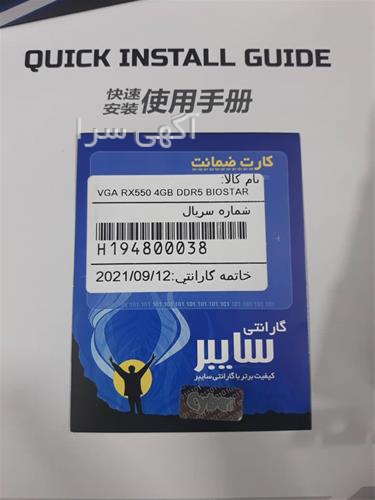 QUICK INSTALL GUIDE
快速
安装 使用手册
آگهی سرا
کارت ضمانت
نام کالا:
VGA RX550 4GB DDR5 BIOSTAR
شماره سریال
H194800038
خاتمه گارانتي:2021/09/12
گارانتی
سایبر
کیفیت برتر با گارانتی سایبر